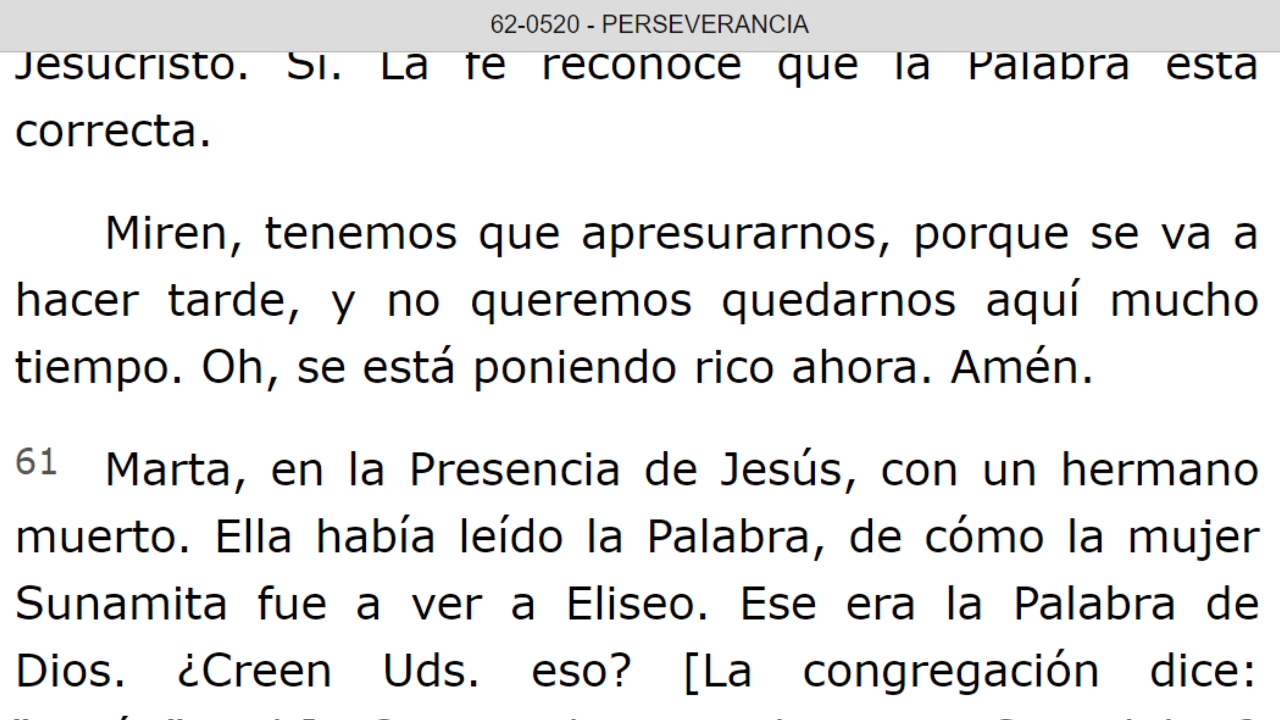 62-0520 - PERSEVERANCIA
Jesucristo. Sí. La fe reconoce que la Palabra está
correcta.
Miren, tenemos que apresurarnos, porque se va a
hacer tarde, y no queremos quedarnos aquí mucho
tiempo. Oh, se está poniendo rico ahora. Amén.
61 Marta, en la Presencia de Jesús, con un hermano
muerto. Ella había leído la Palabra, de cómo la mujer
Sunamita fue a ver a Eliseo. Ese era la Palabra de
Dios. ¿Creen Uds. eso? [La congregación dice: